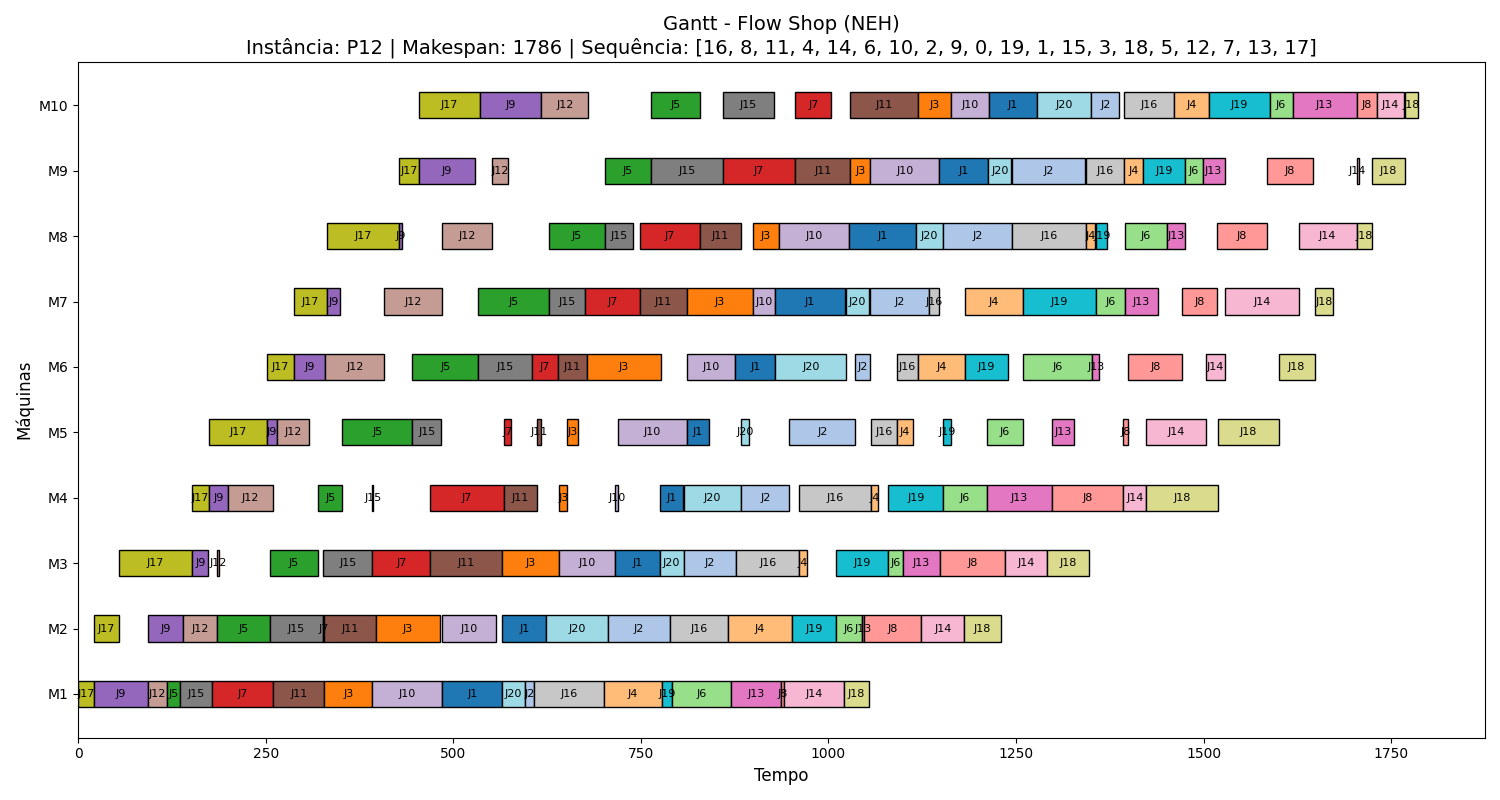 Gantt - Flow Shop (NEH)
Instância: P12 | Makespan: 1786 | Sequência: [16, 8, 11, 4, 14, 6, 10, 2, 9, 0, 19, 1, 15, 3, 18, 5, 12, 7, 13, 17]
Máquinas
M10 J17 J9 J12 J5 J15 J7 J11 J3 J10 J1 J20 J2 J16 J4 J19 J6 J13 J8 J14 J18
M9 J17 J9 J12 J5 J15 J7 J11 J3 J10 J1 J20 J2 J16 J4 J19 J6 J13 J8 J14 J18
M8 J17 J9 J12 J5 J15 J7 J11 J3 J10 J1 J20 J2 J16 J4 J19 J6 J13 J8 J14 J18
M7 J17 J9 J12 J5 J15 J7 J11 J3 J10 J1 J20 J2 J16 J4 J19 J6 J13 J8 J14 J18
M6 J17 J9 J12 J5 J15 J7 J11 J3 J10 J1 J20 J2 J16 J4 J19 J6 J13 J8 J14 J18
M5 J17 J9 J12 J5 J15 J7 J11 J3 J10 J1 J20 J2 J16 J4 J19 J6 J13 J8 J14 J18
M4 J17 J9 J12 J5 J15 J7 J11 J3 J10 J1 J20 J2 J16 J4 J19 J6 J13 J8 J14 J18
M3 J17 J9 J12 J5 J15 J7 J11 J3 J10 J1 J20 J2 J16 J4 J19 J6 J13 J8 J14 J18
M2 J17 J9 J12 J5 J15 J7 J11 J3 J10 J1 J20 J2 J16 J4 J19 J6 J13 J8 J14 J18
M1 J17 J9 J12 J5 J15 J7 J11 J3 J10 J1 J20 J2 J16 J4 J19 J6 J13 J8 J14 J18
0 250 500 750 1000 1250 1500 1750
Tempo